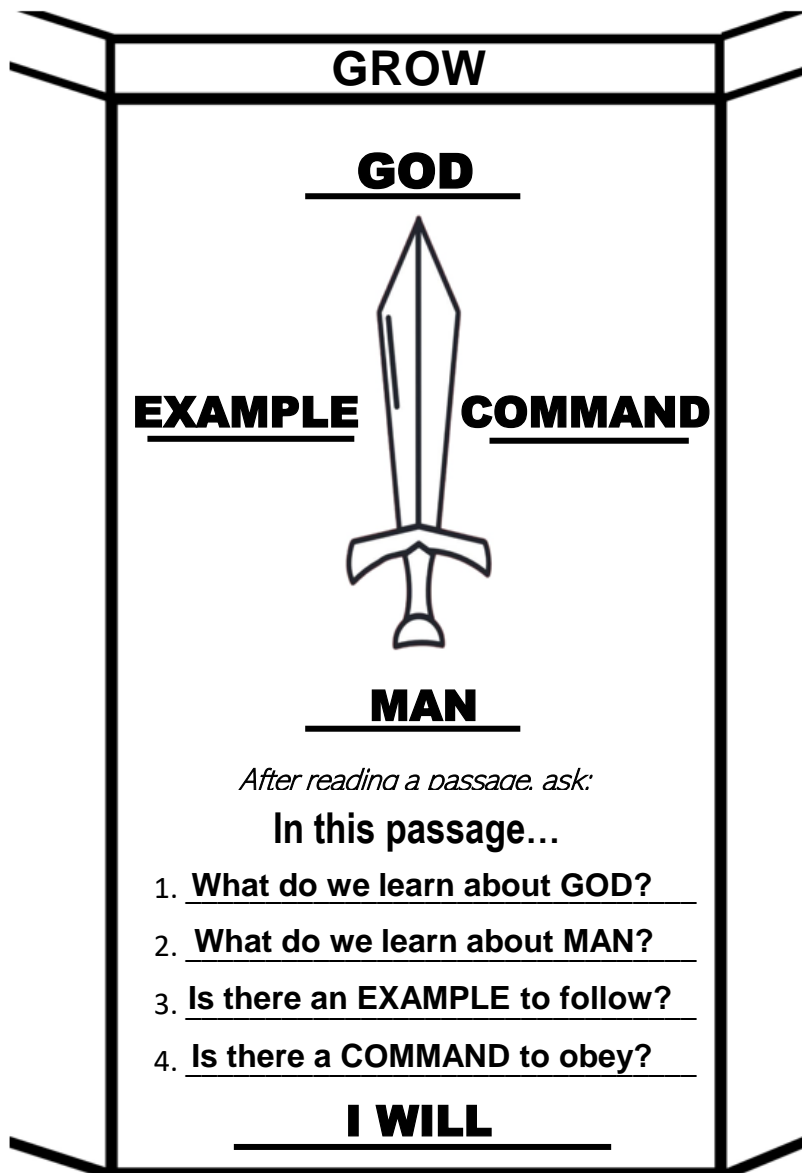 GROW
GOD
EXAMPLE COMMAND
MAN
After reading a passage, ask:
In this passage…
1. What do we learn about GOD?
2. What do we learn about MAN?
3. Is there an EXAMPLE to follow?
4. Is there a COMMAND to obey?
I WILL